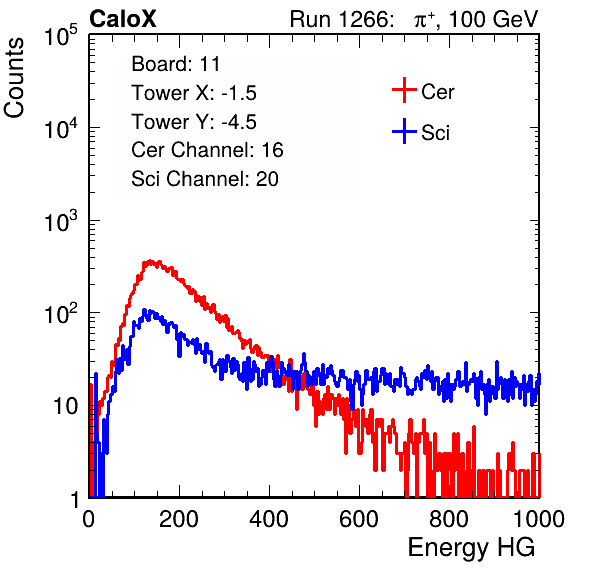 CaloX Run 1266: π⁺, 100 GeV
Counts
Board: 11
Tower X: -1.5
Tower Y: -4.5
Cer Channel: 16
Sci Channel: 20
Cer
Sci
10⁵
10⁴
10³
10²
10
1
0 200 400 600 800 1000
Energy HG